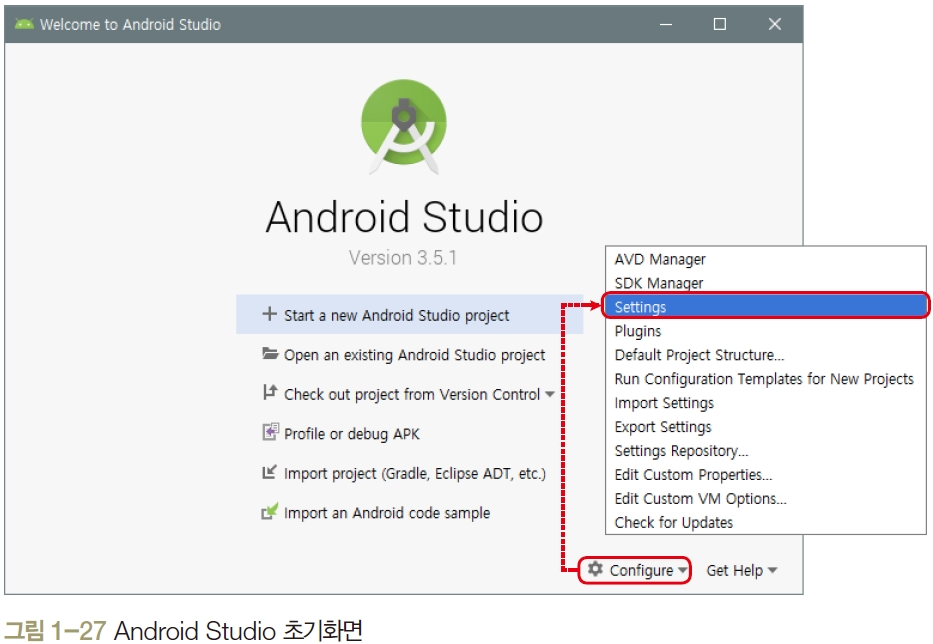 Welcome to Android Studio
Android Studio
Version 3.5.1
Start a new Android Studio project
Open an existing Android Studio project
Check out project from Version Control
Profile or debug APK
Import project (Gradle, Eclipse ADT, etc.)
Import an Android code sample
AVD Manager
SDK Manager
Settings
Plugins
Default Project Structure...
Run Configuration Templates for New Projects
Import Settings
Export Settings
Settings Repository...
Edit Custom Properties...
Edit Custom VM Options...
Check for Updates
Configure Get Help
그림 1-27 Android Studio 초기화면